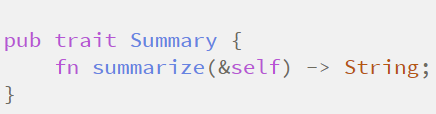 pub trait Summary {
    fn summarize(&self) -> String;
}